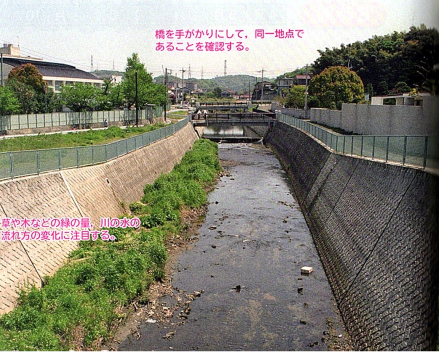 橋を手がかりにして，同一地点で
あることを確認する。
草や木などの緑の量，川の水の
流れ方の変化に注目する。